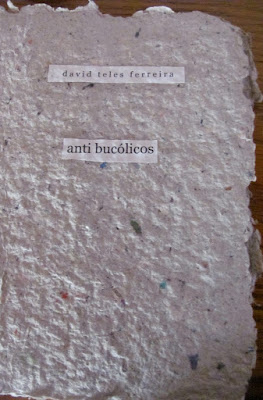 david teles ferreira
anti bucólicos